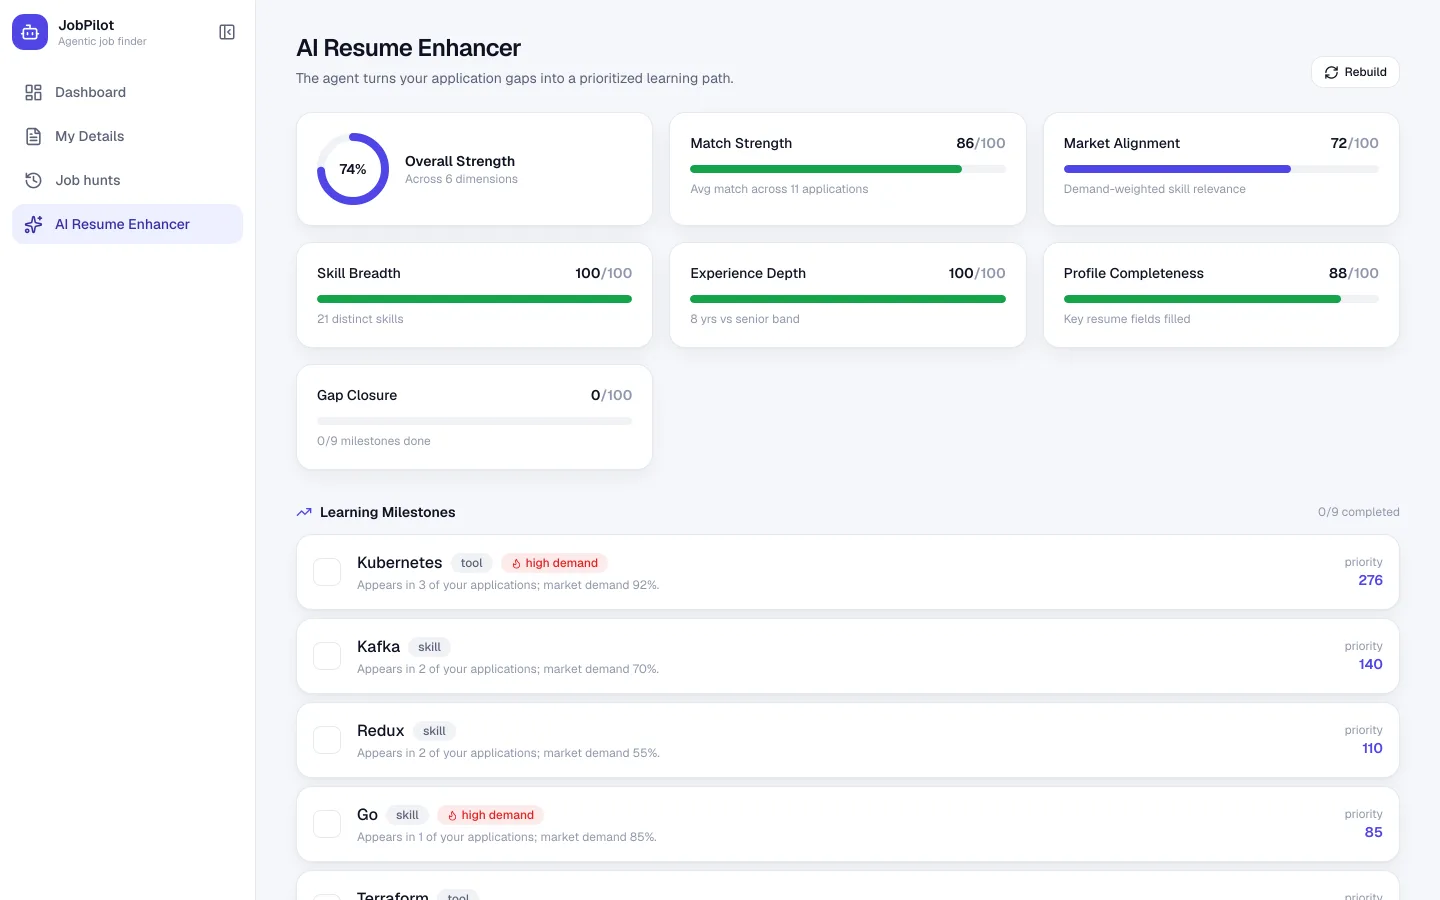 JobPilot
Agentic job finder
Dashboard
My Details
Job hunts
AI Resume Enhancer
AI Resume Enhancer
The agent turns your application gaps into a prioritized learning path.
Rebuild
74%
Overall Strength
Across 6 dimensions
Match Strength 86/100
Avg match across 11 applications
Market Alignment 72/100
Demand-weighted skill relevance
Skill Breadth 100/100
21 distinct skills
Experience Depth 100/100
8 yrs vs senior band
Profile Completeness 88/100
Key resume fields filled
Gap Closure 0/100
0/9 milestones done
Learning Milestones 0/9 completed
Kubernetes tool high demand
Appears in 3 of your applications; market demand 92%.
priority
276
Kafka skill
Appears in 2 of your applications; market demand 70%.
priority
140
Redux skill
Appears in 2 of your applications; market demand 55%.
priority
110
Go skill high demand
Appears in 1 of your applications; market demand 85%.
priority
85
Terraform tool
priority